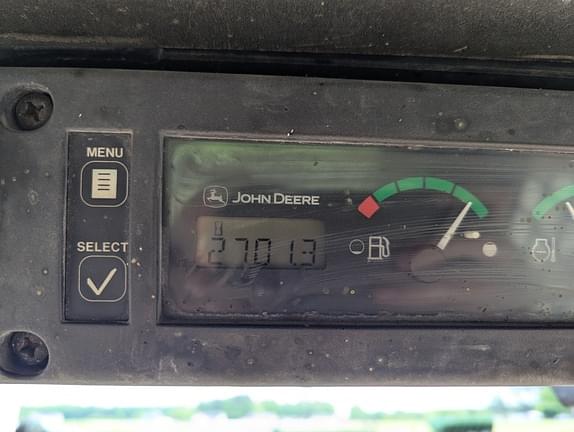 MENU
JOHN DEERE
SELECT
2701.3